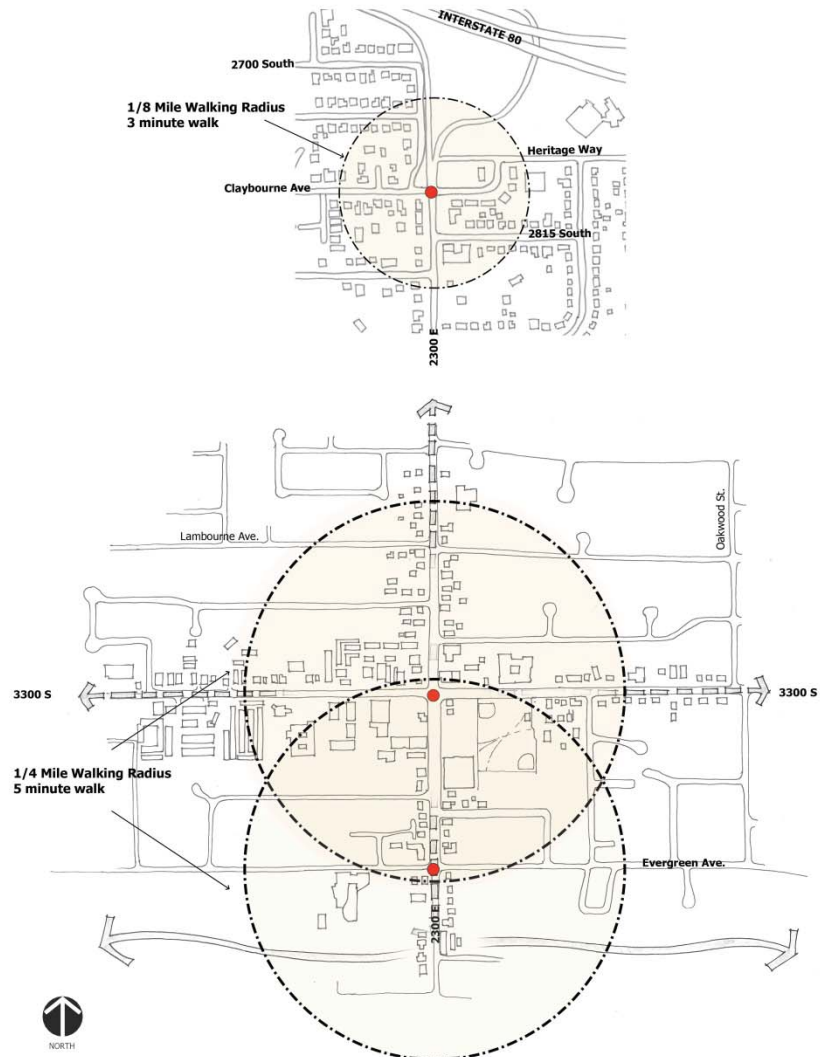 INTERSTATE 80
2700 South
1/8 Mile Walking Radius
3 minute walk
Heritage Way
Claybourne Ave
2815 South
2300 E
Lambourne Ave.
Oakwood St.
3300 S
3300 S
1/4 Mile Walking Radius
5 minute walk
Evergreen Ave.
2300 E
NORTH